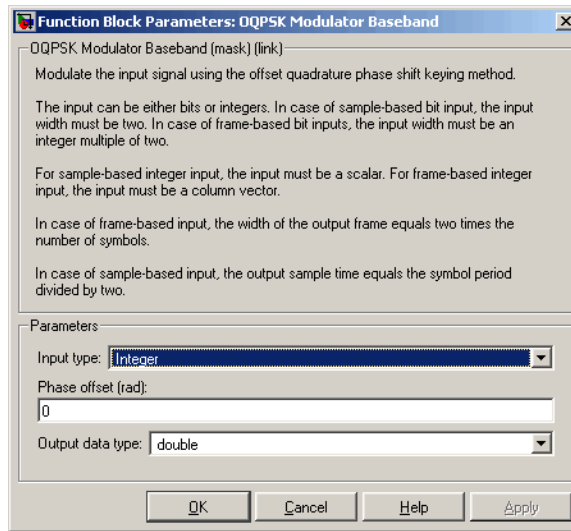 Function Block Parameters: OQPSK Modulator Baseband
OQPSK Modulator Baseband (mask) (link)
Modulate the input signal using the offset quadrature phase shift keying method.
The input can be either bits or integers. In case of sample-based bit input, the input
width must be two. In case of frame-based bit inputs, the input width must be an
integer multiple of two.
For sample-based integer input, the input must be a scalar. For frame-based integer
input, the input must be a column vector.
In case of frame-based input, the width of the output frame equals two times the
number of symbols.
In case of sample-based input, the output sample time equals the symbol period
divided by two.
Parameters
Input type: Integer
Phase offset (rad):
0
Output data type: double
OK Cancel Help Apply